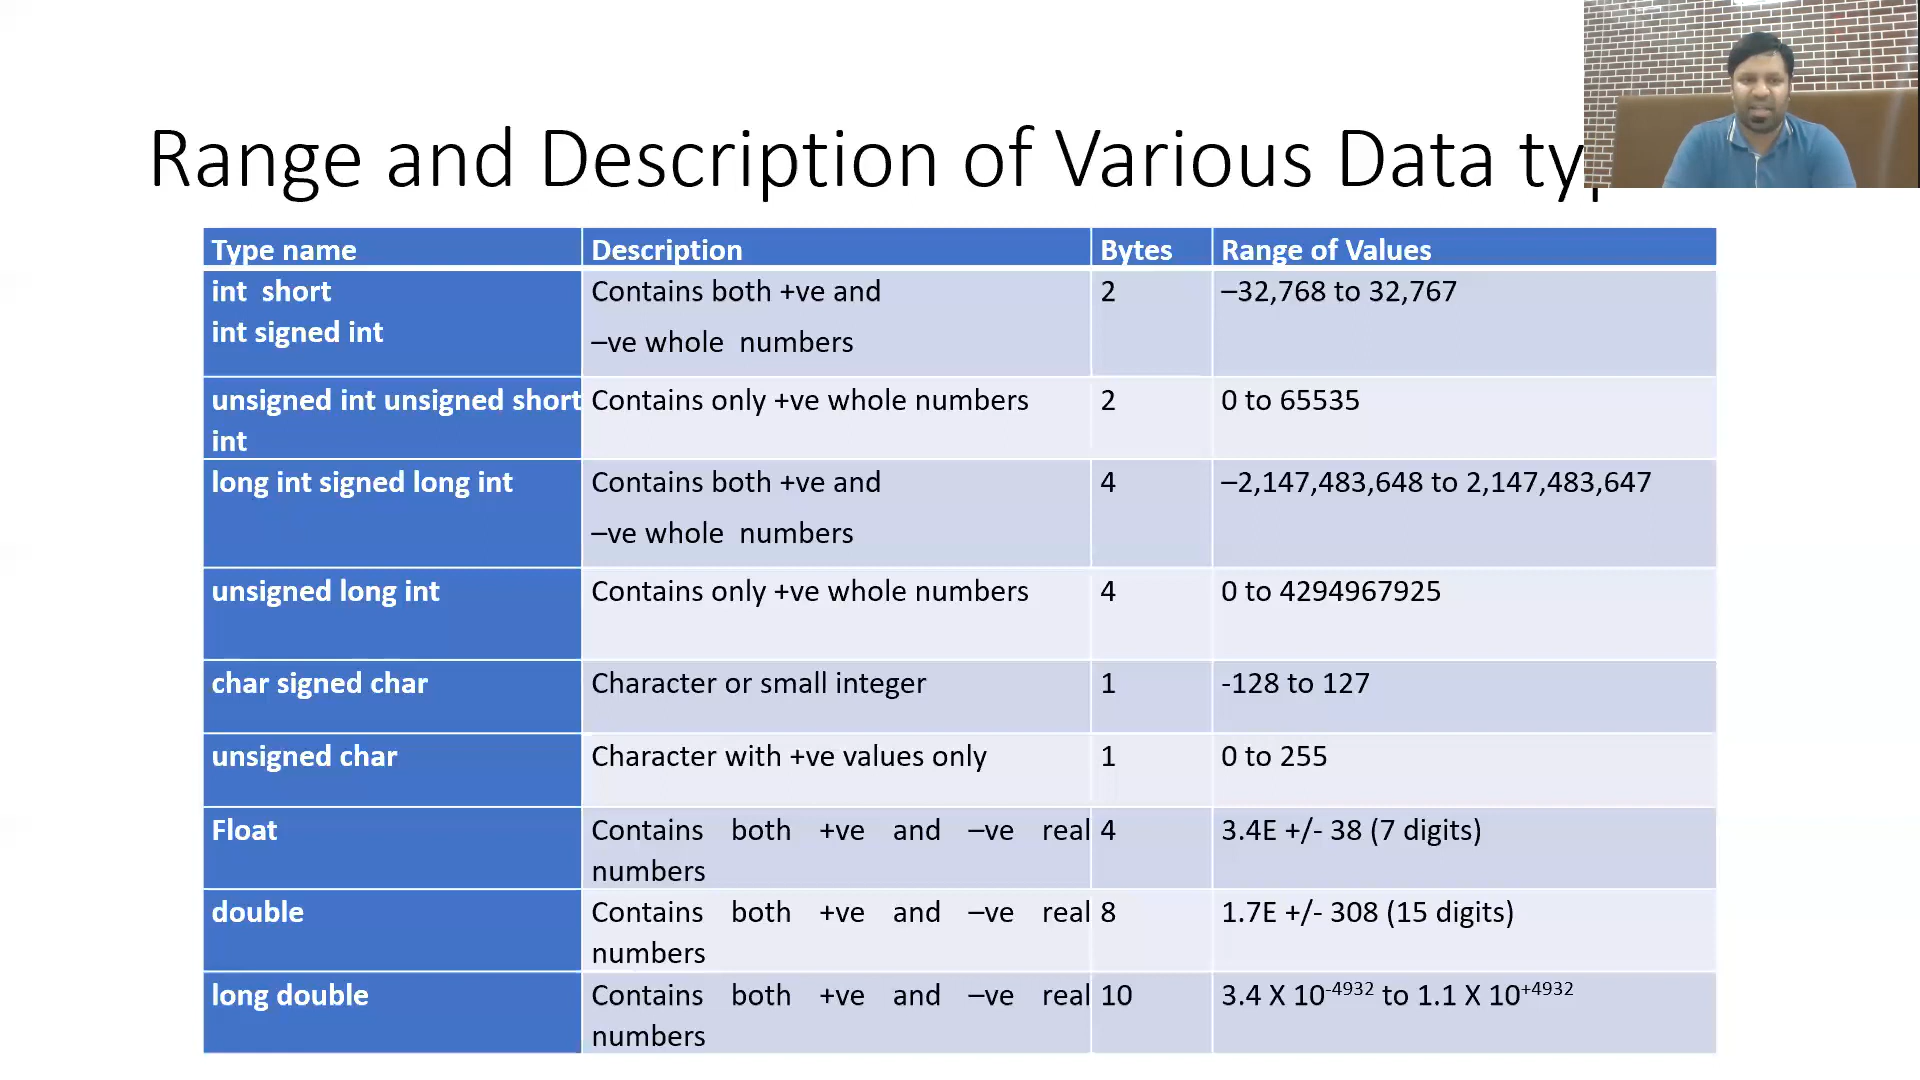 Range and Description of Various Data
Type name Description Bytes Range of Values
int short Contains both +ve and 2 –32,768 to 32,767
int signed int –ve whole numbers
unsigned int unsigned short Contains only +ve whole numbers 2 0 to 65535
int
long int signed long int Contains both +ve and 4 –2,147,483,648 to 2,147,483,647
–ve whole numbers
unsigned long int Contains only +ve whole numbers 4 0 to 4294967925
char signed char Character or small integer 1 -128 to 127
unsigned char Character with +ve values only 1 0 to 255
Float Contains both +ve and –ve real 4 3.4E +/- 38 (7 digits)
numbers
double Contains both +ve and –ve real 8 1.7E +/- 308 (15 digits)
numbers
long double Contains both +ve and –ve real 10 3.4 X 10-4932 to 1.1 X 10+4932
numbers